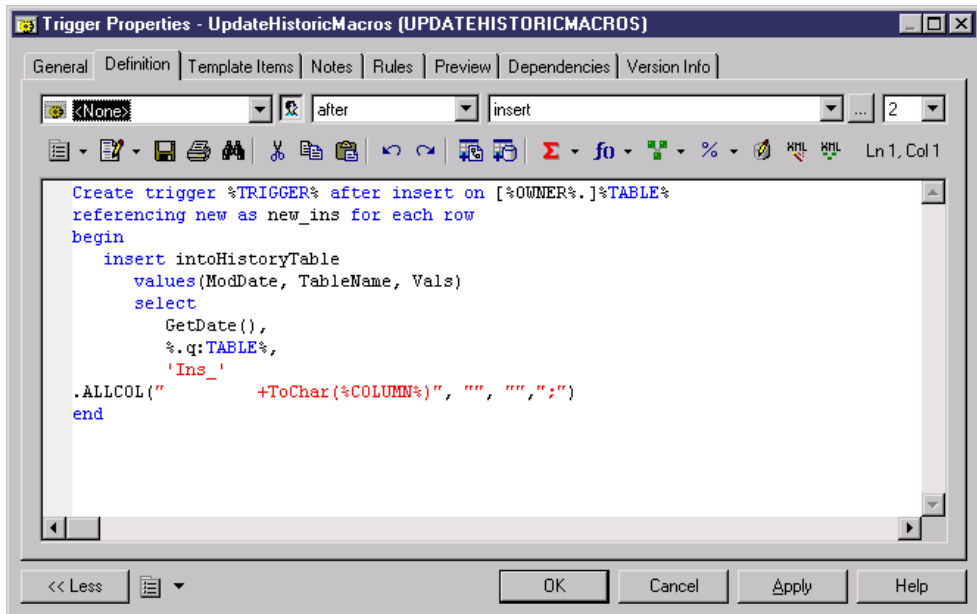 Trigger Properties - UpdateHistoricMacros (UPDATEHISTORICMACROS)
General Definition Template Items Notes Rules Preview Dependencies Version Info
<None> after insert ... 2
Σ f() % XML XML Ln 1, Col 1
Create trigger %TRIGGER% after insert on [%OWNER%.]%TABLE%
referencing new as new_ins for each row
begin
insert intoHistoryTable
values(ModDate, TableName, Vals)
select
GetDate(),
%.q:TABLE%,
'Ins_'
.ALLCOL("           +ToChar(%COLUMN%)", "", "",";")
end
<< Less OK Cancel Apply Help